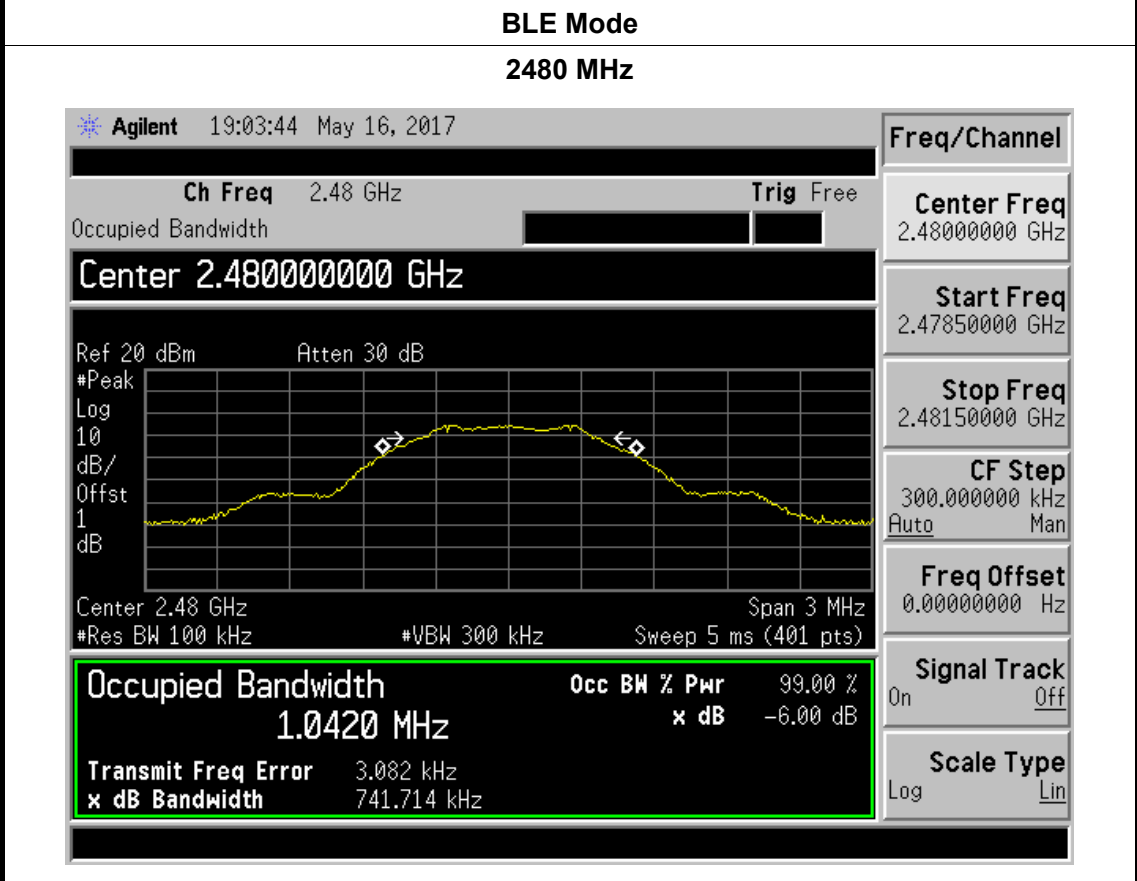 BLE Mode
2480 MHz
Agilent 19:03:44 May 16, 2017
Ch Freq 2.48 GHz Trig Free
Occupied Bandwidth
Center 2.480000000 GHz
Ref 20 dBm Atten 30 dB
#Peak
Log
10
dB/
Offst
1
dB
Center 2.48 GHz Span 3 MHz
#Res BW 100 kHz #VBW 300 kHz Sweep 5 ms (401 pts)
Occupied Bandwidth Occ BW % Pwr 99.00 %
1.0420 MHz x dB -6.00 dB
Transmit Freq Error 3.082 kHz
x dB Bandwidth 741.714 kHz
Freq/Channel
Center Freq
2.48000000 GHz
Start Freq
2.47850000 GHz
Stop Freq
2.48150000 GHz
CF Step
300.000000 kHz
Auto Man
Freq Offset
0.00000000 Hz
Signal Track
On Off
Scale Type
Log Lin